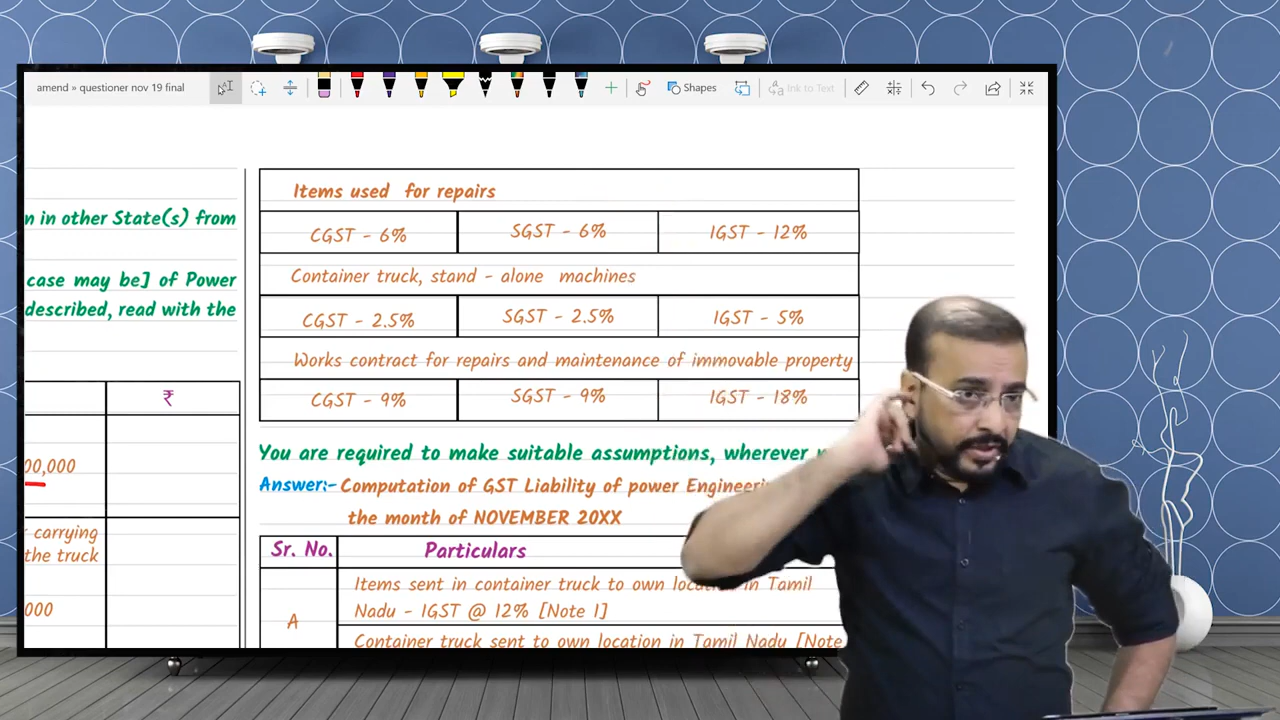 amend » questioner nov 19 final
Shapes
Link to Text
n in other State(s) from
case may be] of Power
described, read with the
₹
00,000
carrying
the truck
000
Items used for repairs
CGST - 6% SGST - 6% IGST - 12%
Container truck, stand - alone machines
CGST - 2.5% SGST - 2.5% IGST - 5%
Works contract for repairs and maintenance of immovable property
CGST - 9% SGST - 9% IGST - 18%
You are required to make suitable assumptions, wherever
Answer:- Computation of GST Liability of power Engineerin
the month of NOVEMBER 20XX
Sr. No. Particulars
A
Items sent in container truck to own location in Tamil
Nadu - IGST @ 12% [Note 1]
Container truck sent to own location in Tamil Nadu [Note